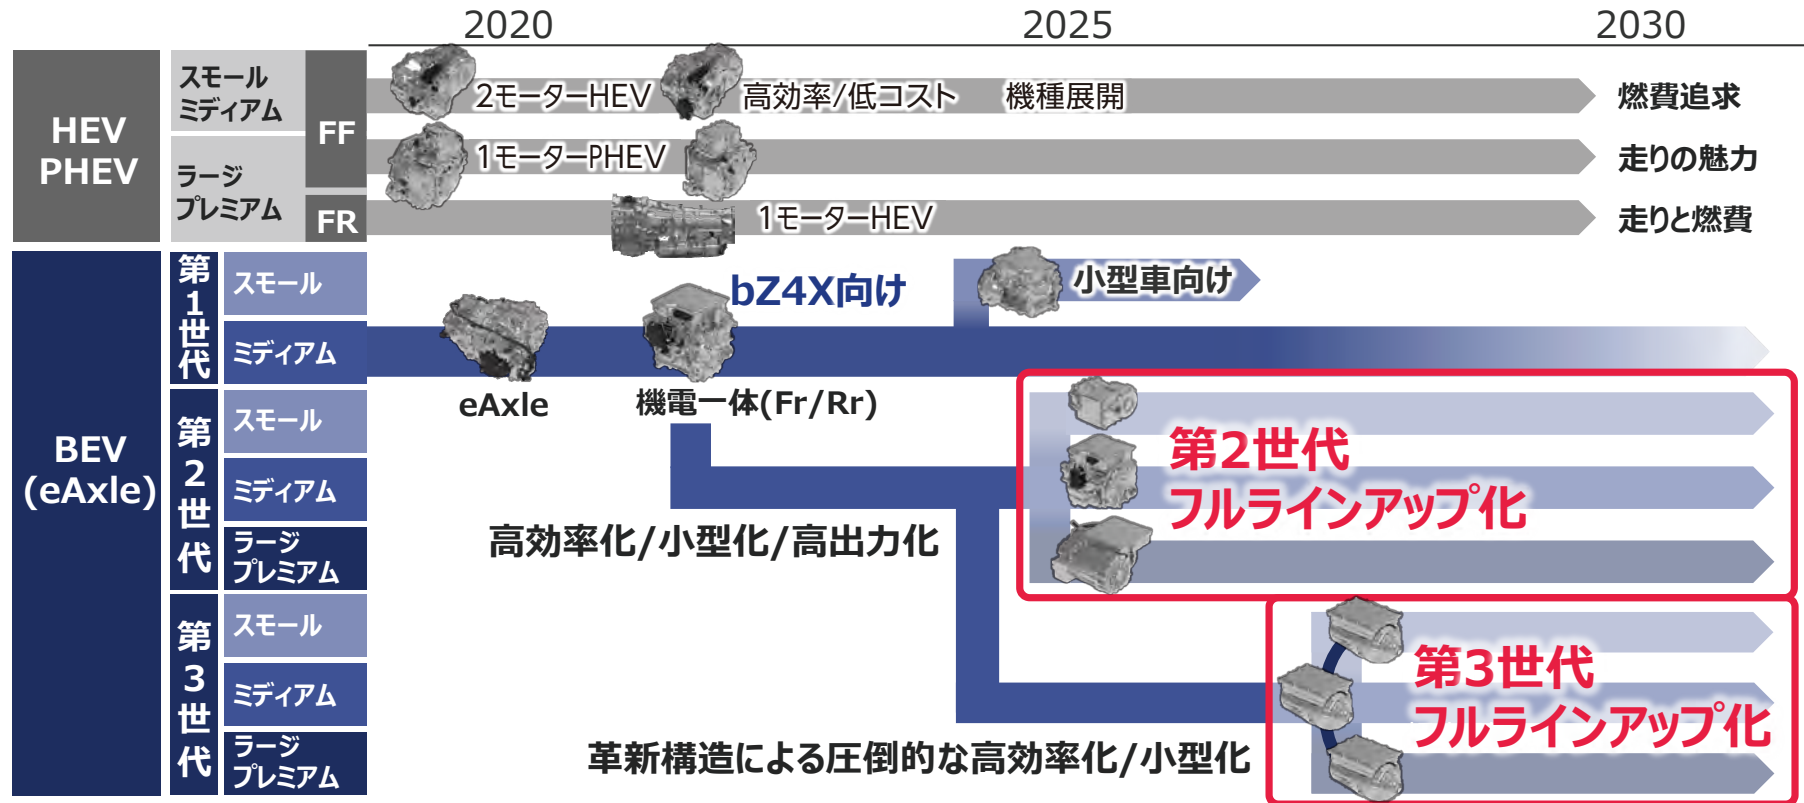 2020
2025
2030
HEV
PHEV
スモール
ミディアム
ラージ
プレミアム
FF
FR
2モーターHEV
高効率/低コスト
機種展開
燃費追求
1モーターPHEV
走りの魅力
1モーターHEV
走りと燃費
BEV
(eAxle)
第1世代
スモール
ミディアム
bZ4X向け
小型車向け
eAxle
機電一体(Fr/Rr)
第2世代
スモール
ミディアム
ラージ
プレミアム
高効率化/小型化/高出力化
第2世代
フルラインアップ化
第3世代
スモール
ミディアム
ラージ
プレミアム
革新構造による圧倒的な高効率化/小型化
第3世代
フルラインアップ化